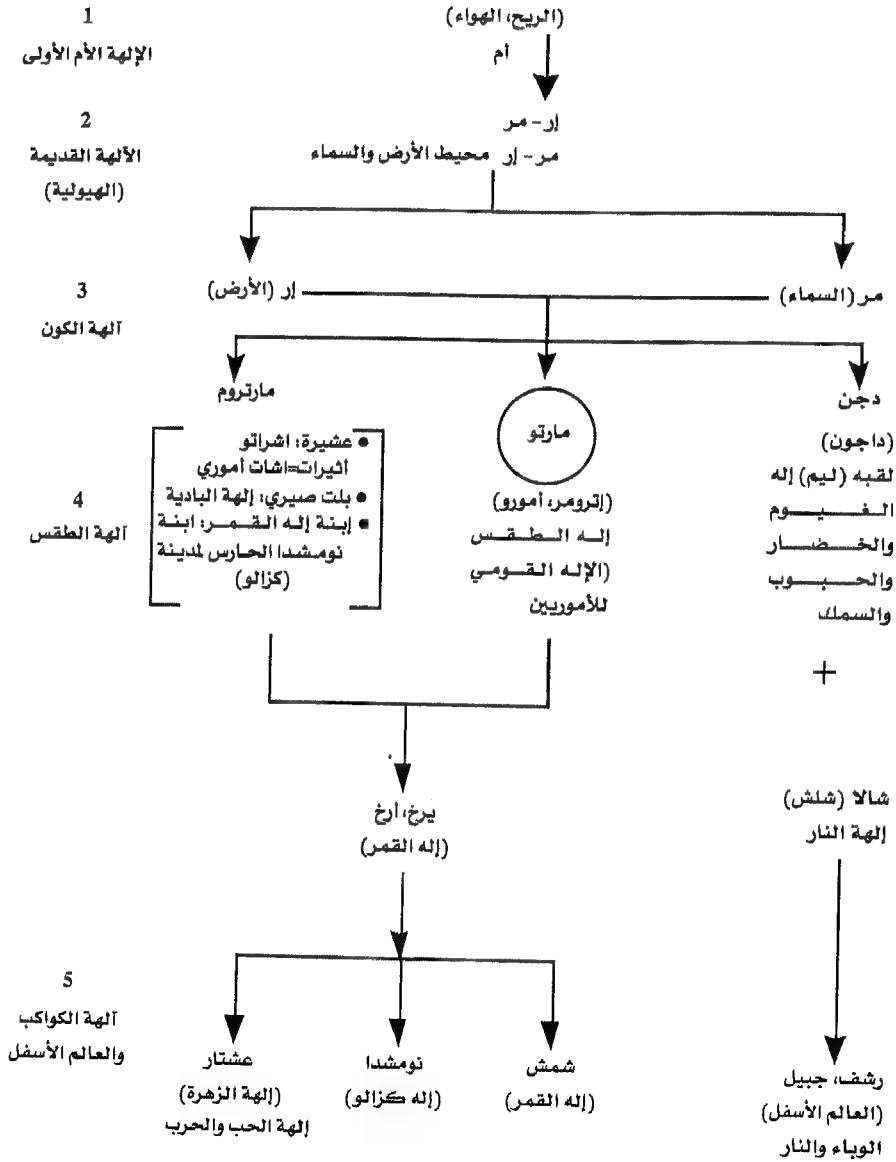 1
الإلهة الأم الأولى
(الريح، الهواء)
أم
2
الآلهة القديمة
(الهيولية)
إر - مر
مر - إر محيط الأرض والسماء
3
آلهة الكون
مر (السماء)
إر (الأرض)
4
آلهة الطقس
دجن
(داجون)
لقبه (ليم) إله
الغيوم
والخضار
والحبوب
والسمك
+
شالا (شلش)
إلهة النار
مارتو
(إترومر، أمورو)
إله الطقس
(الإله القومي
للأموريين
مارتروم
● عشيرة: اشراتو
أثيرات=اشات أموري
● بلت صيري: إلهة البادية
● إبنة إله القمر: ابنة
نومشدا الحارس لمدينة
(كزالو)
يرخ، أرخ
(إله القمر)
5
آلهة الكواكب
والعالم الأسفل
رشف، جبيل
(العالم الأسفل)
الوباء والنار
شمش
(إله القمر)
نومشدا
(إله كزالو)
عشتار
(إلهة الزهرة)
إلهة الحب والحرب